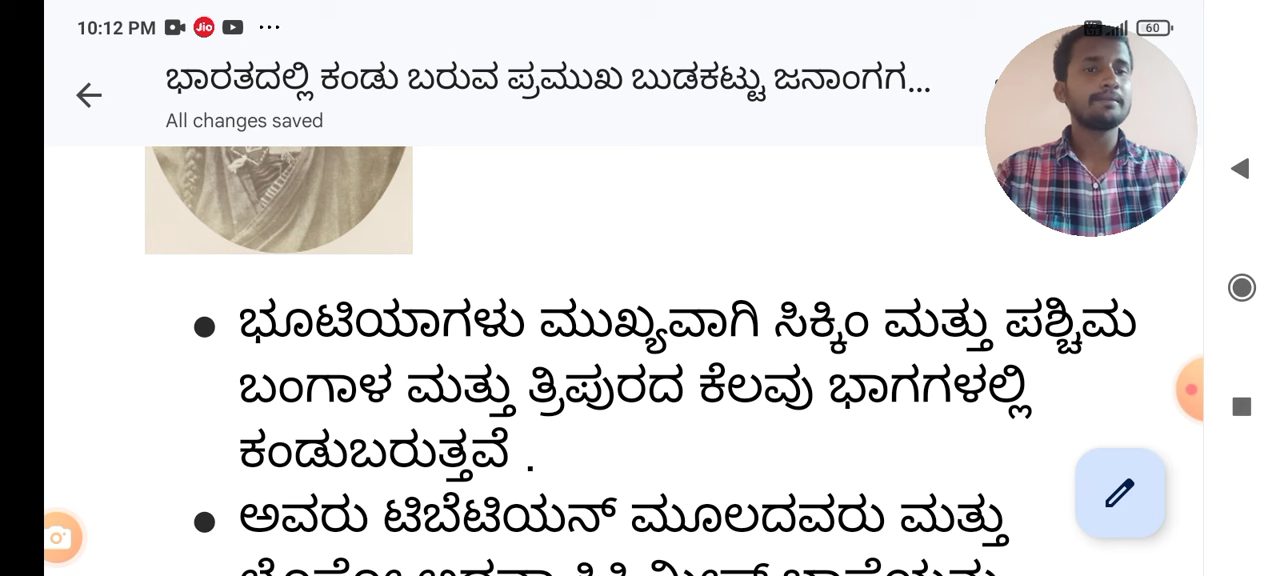 10:12 PM Jio ... 60
ಭಾರತದಲ್ಲಿ ಕಂಡು ಬರುವ ಪ್ರಮುಖ ಬುಡಕಟ್ಟು ಜನಾಂಗಗ...
All changes saved
● ಭೂಟಿಯಾಗಳು ಮುಖ್ಯವಾಗಿ ಸಿಕ್ಕಿಂ ಮತ್ತು ಪಶ್ಚಿಮ
ಬಂಗಾಳ ಮತ್ತು ತ್ರಿಪುರದ ಕೆಲವು ಭಾಗಗಳಲ್ಲಿ
ಕಂಡುಬರುತ್ತವೆ .
● ಅವರು ಟಿಬೆಟಿಯನ್ ಮೂಲದವರು ಮತ್ತು